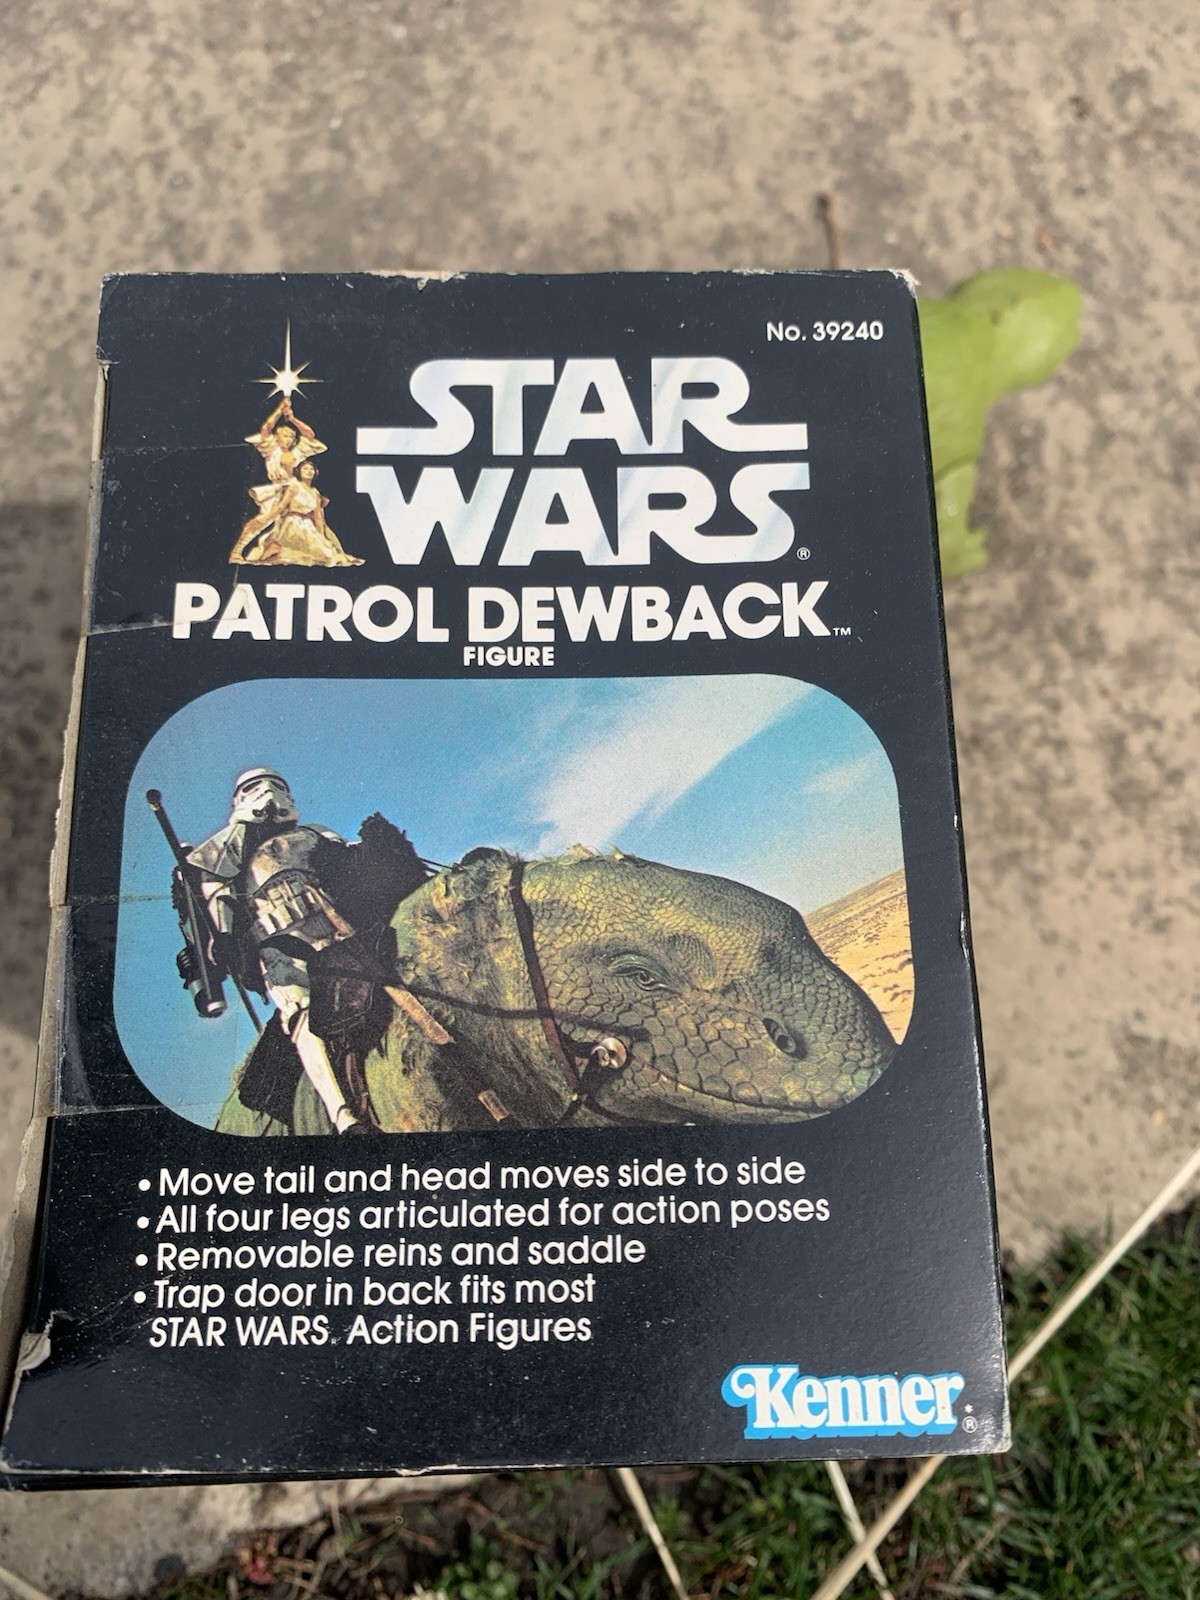 No. 39240
STAR
WARS®
PATROL DEWBACK™
FIGURE
• Move tail and head moves side to side
• All four legs articulated for action poses
• Removable reins and saddle
• Trap door in back fits most
STAR WARS® Action Figures
Kenner*®